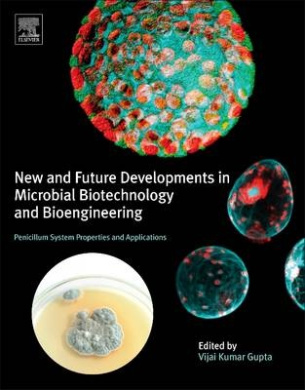 ELSEVIER
New and Future Developments in
Microbial Biotechnology
and Bioengineering
Penicillium System Properties and Applications
Edited by
Vijai Kumar Gupta